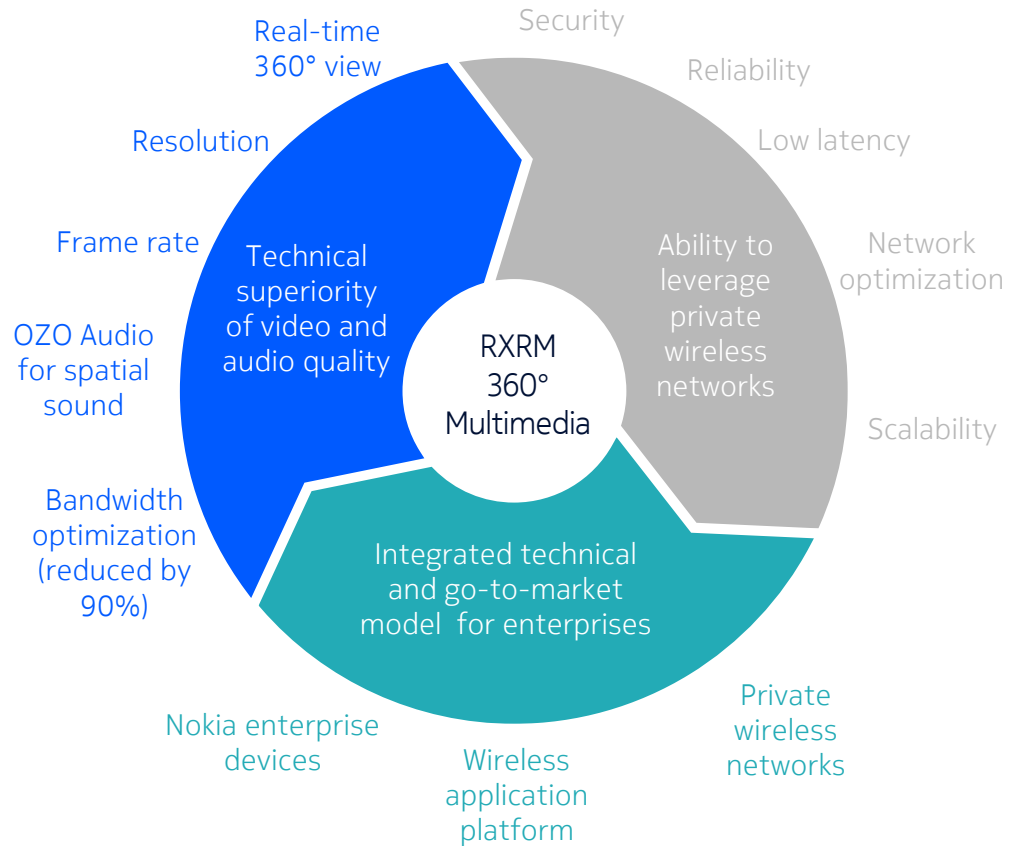 Real-time
360° view
Resolution
Frame rate
OZO Audio
for spatial
sound
Bandwidth
optimization
(reduced by
90%)
Technical
superiority
of video and
audio quality
Security
Reliability
Low latency
Network
optimization
Scalability
Ability to
leverage
private
wireless
networks
RXRM
360°
Multimedia
Integrated technical
and go-to-market
model for enterprises
Nokia enterprise
devices
Wireless
application
platform
Private
wireless
networks